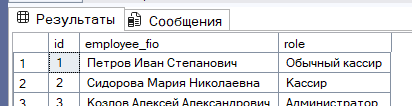 Результаты Сообщения
id employee_fio role
1 1 Петров Иван Степанович Обычный кассир
2 2 Сидорова Мария Николаевна Кассир
3 3 Козлов Алексей Александрович Администратор